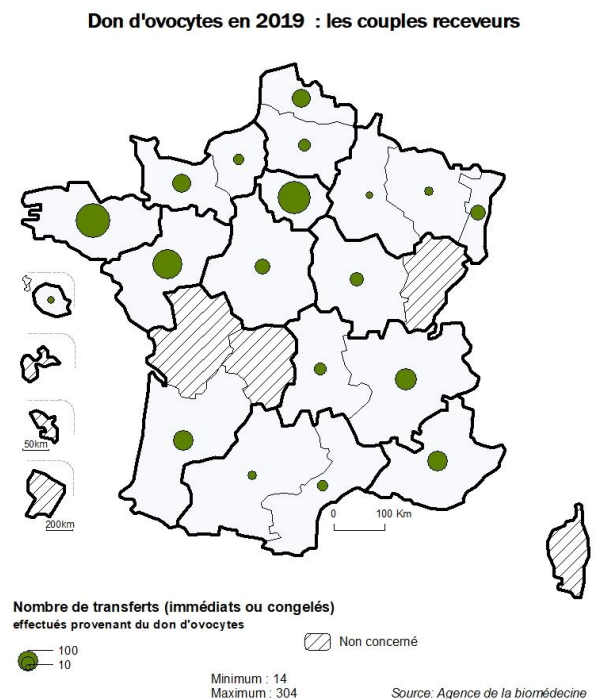 Don d'ovocytes en 2019 : les couples receveurs
50km
200km
0 100 Km
Nombre de transferts (immédiats ou congelés)
effectués provenant du don d'ovocytes
100
10
Non concerné
Minimum : 14
Maximum : 304
Source: Agence de la biomédecine